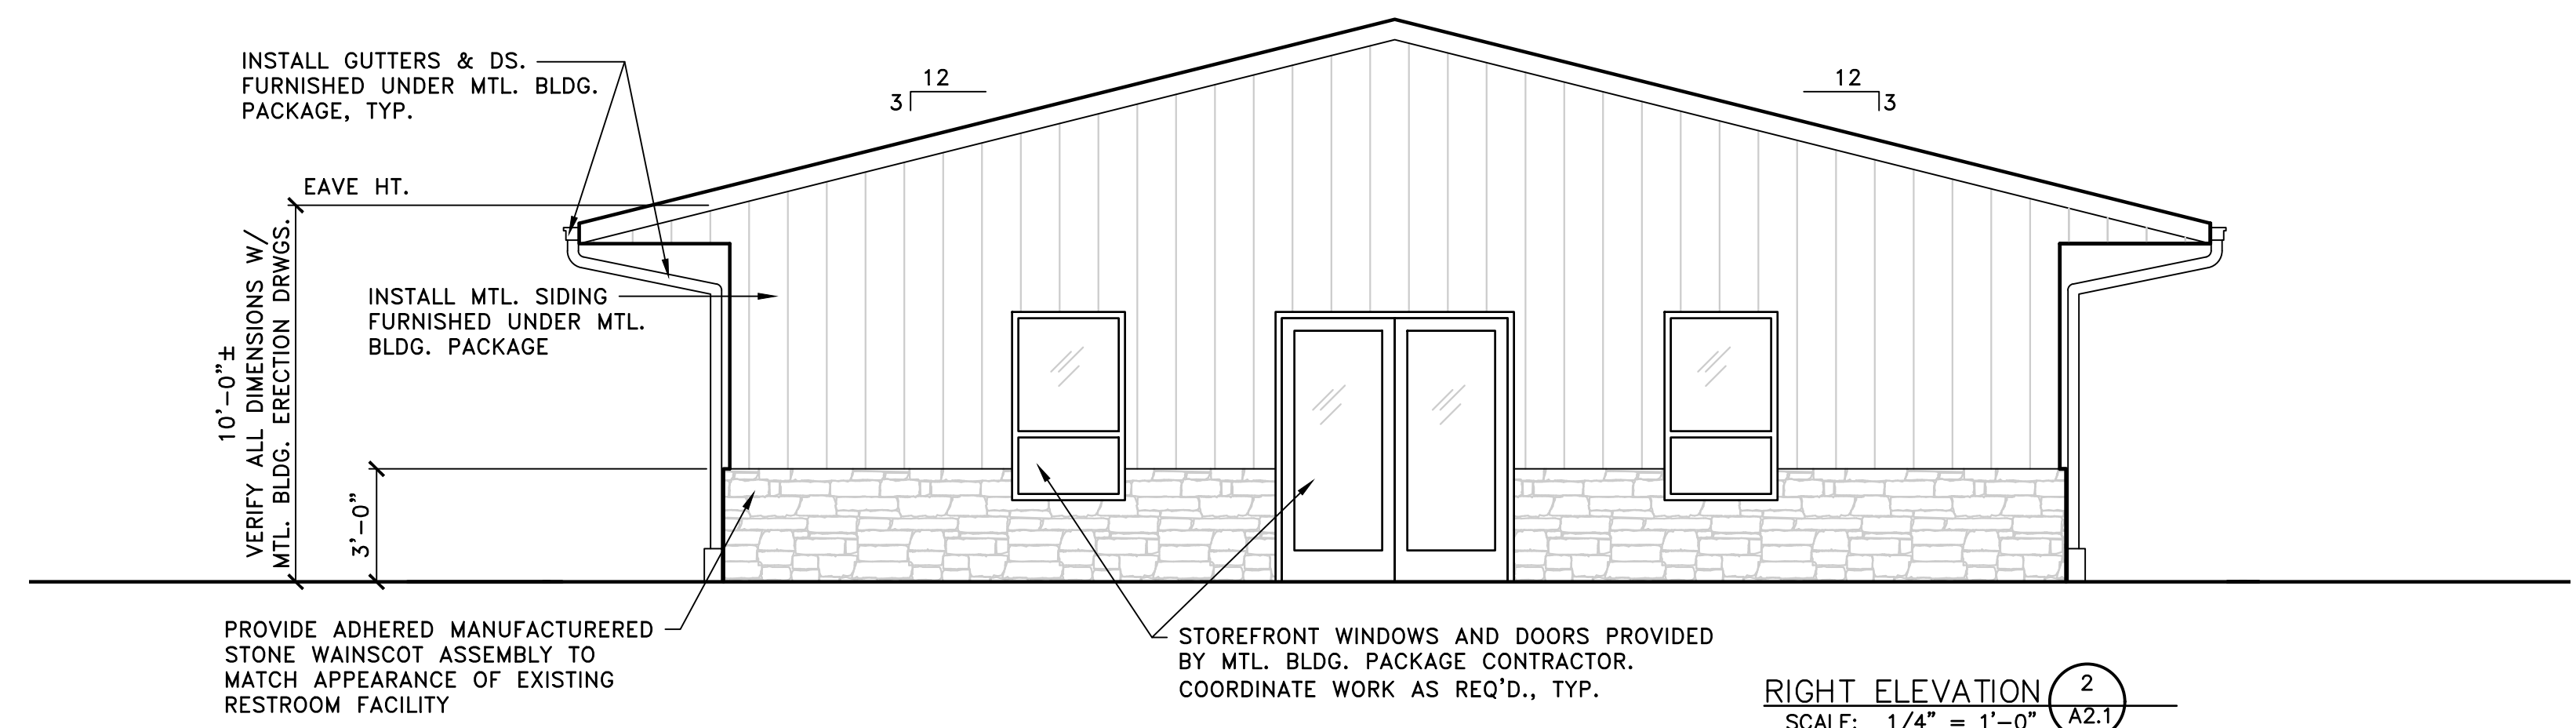 INSTALL GUTTERS & DS.
FURNISHED UNDER MTL. BLDG.
PACKAGE, TYP.
12
3
12
3
EAVE HT.
10'-0"±
VERIFY ALL DIMENSIONS W/
MTL. BLDG. ERECTION DRWGS.
3'-0"
INSTALL MTL. SIDING
FURNISHED UNDER MTL.
BLDG. PACKAGE
PROVIDE ADHERED MANUFACTURERED
STONE WAINSCOT ASSEMBLY TO
MATCH APPEARANCE OF EXISTING
RESTROOM FACILITY
STOREFRONT WINDOWS AND DOORS PROVIDED
BY MTL. BLDG. PACKAGE CONTRACTOR.
COORDINATE WORK AS REQ'D., TYP.
RIGHT ELEVATION
SCALE: 1/4" = 1'-0"
2
A2.1